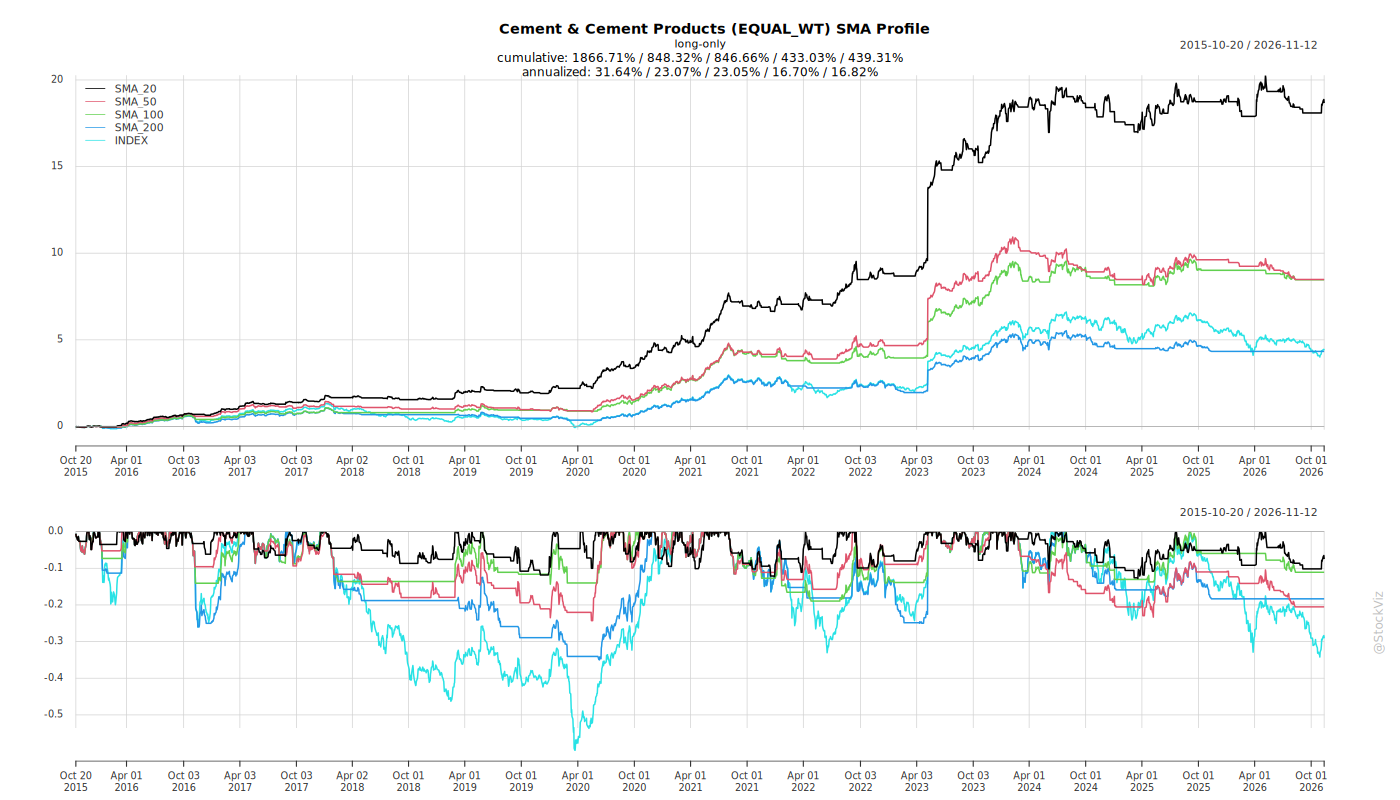 Cement & Cement Products (EQUAL_WT) SMA Profile
long-only
cumulative: 1866.71% / 848.32% / 846.66% / 433.03% / 439.31%
annualized: 31.64% / 23.07% / 23.05% / 16.70% / 16.82%
2015-10-20 / 2026-11-12
SMA_20
SMA_50
SMA_100
SMA_200
INDEX
20
15
10
5
0
Oct 20 Apr 01 Oct 03 Apr 03 Oct 03 Apr 02 Oct 01 Apr 01 Oct 01 Apr 01 Oct 01 Apr 01 Oct 01 Apr 01 Oct 03 Apr 03 Oct 03 Apr 01 Oct 01 Apr 01 Oct 01 Apr 01 Oct 01
2015 2016 2016 2017 2017 2018 2018 2019 2019 2020 2020 2021 2021 2022 2022 2023 2023 2024 2024 2025 2025 2026 2026
2015-10-20 / 2026-11-12
0.0
-0.1
-0.2
-0.3
-0.4
-0.5
Oct 20 Apr 01 Oct 03 Apr 03 Oct 03 Apr 02 Oct 01 Apr 01 Oct 01 Apr 01 Oct 01 Apr 01 Oct 01 Apr 01 Oct 03 Apr 03 Oct 03 Apr 01 Oct 01 Apr 01 Oct 01 Apr 01 Oct 01
2015 2016 2016 2017 2017 2018 2018 2019 2019 2020 2020 2021 2021 2022 2022 2023 2023 2024 2024 2025 2025 2026 2026
@StockViz